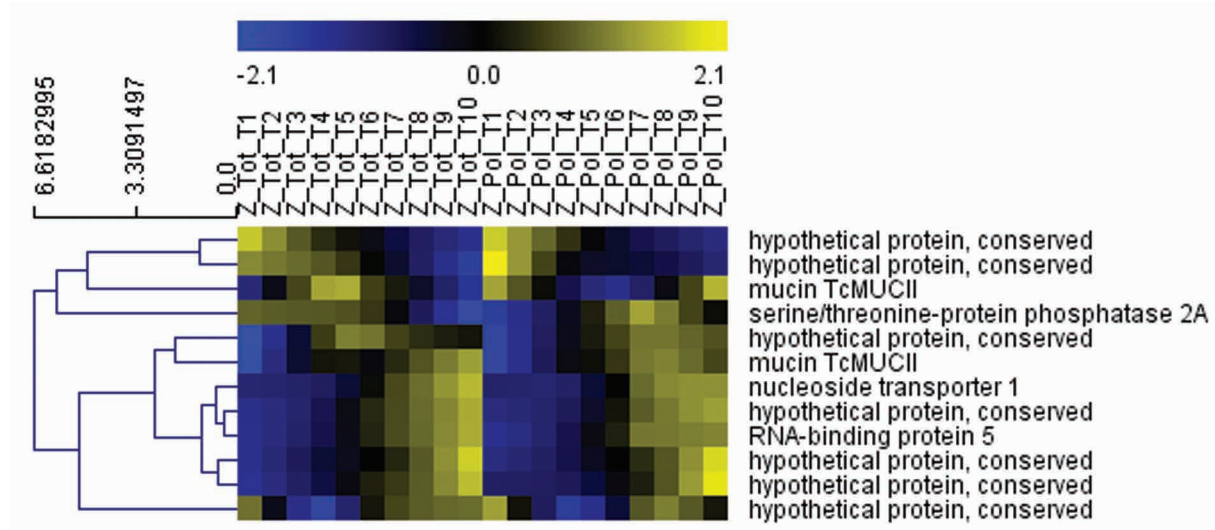 -2.1 0.0 2.1
6.6182995
3.3091497
0.0
Z_Tot_T1
Z_Tot_T2
Z_Tot_T3
Z_Tot_T4
Z_Tot_T5
Z_Tot_T6
Z_Tot_T7
Z_Tot_T8
Z_Tot_T9
Z_Tot_T10
Z_Pol_T1
Z_Pol_T2
Z_Pol_T3
Z_Pol_T4
Z_Pol_T5
Z_Pol_T6
Z_Pol_T7
Z_Pol_T8
Z_Pol_T9
Z_Pol_T10
hypothetical protein, conserved
hypothetical protein, conserved
mucin TcMUCII
serine/threonine-protein phosphatase 2A
hypothetical protein, conserved
mucin TcMUCII
nucleoside transporter 1
hypothetical protein, conserved
RNA-binding protein 5
hypothetical protein, conserved
hypothetical protein, conserved
hypothetical protein, conserved